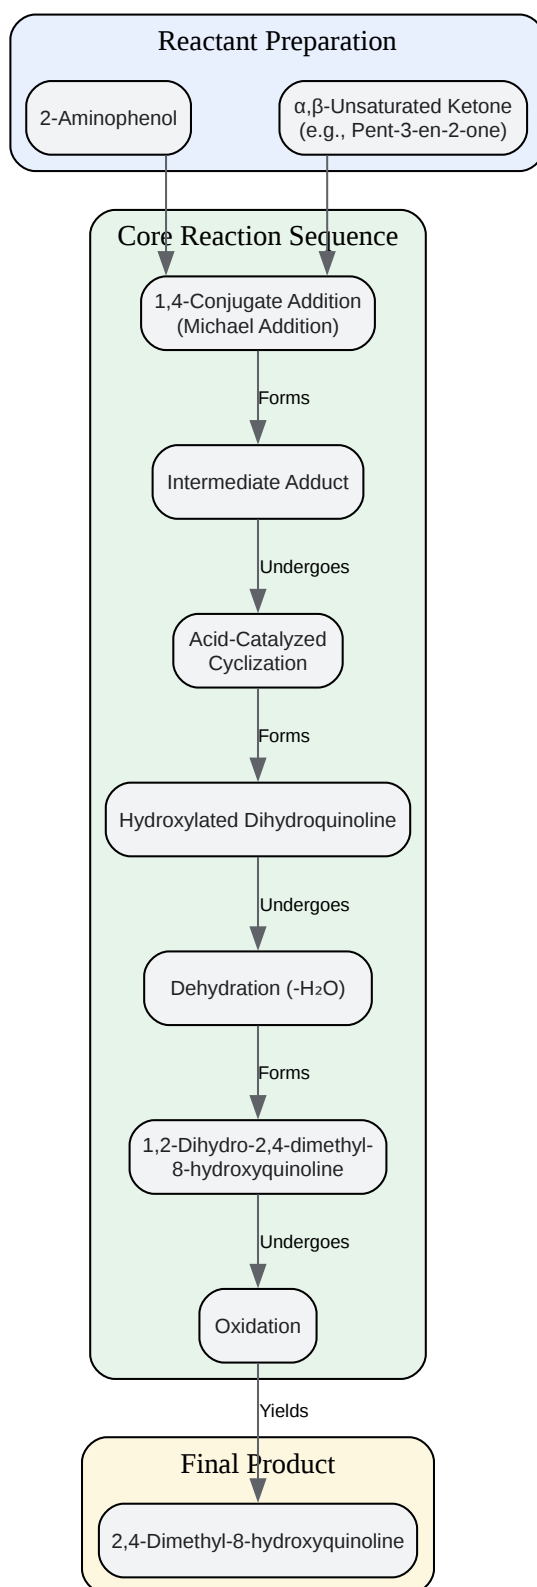 Reactant Preparation
2-Aminophenol
α,β-Unsaturated Ketone
(e.g., Pent-3-en-2-one)
Core Reaction Sequence
1,4-Conjugate Addition
(Michael Addition)
Forms
Intermediate Adduct
Undergoes
Acid-Catalyzed
Cyclization
Forms
Hydroxylated Dihydroquinoline
Undergoes
Dehydration (-H₂O)
Forms
1,2-Dihydro-2,4-dimethyl-
8-hydroxyquinoline
Undergoes
Oxidation
Yields
Final Product
2,4-Dimethyl-8-hydroxyquinoline